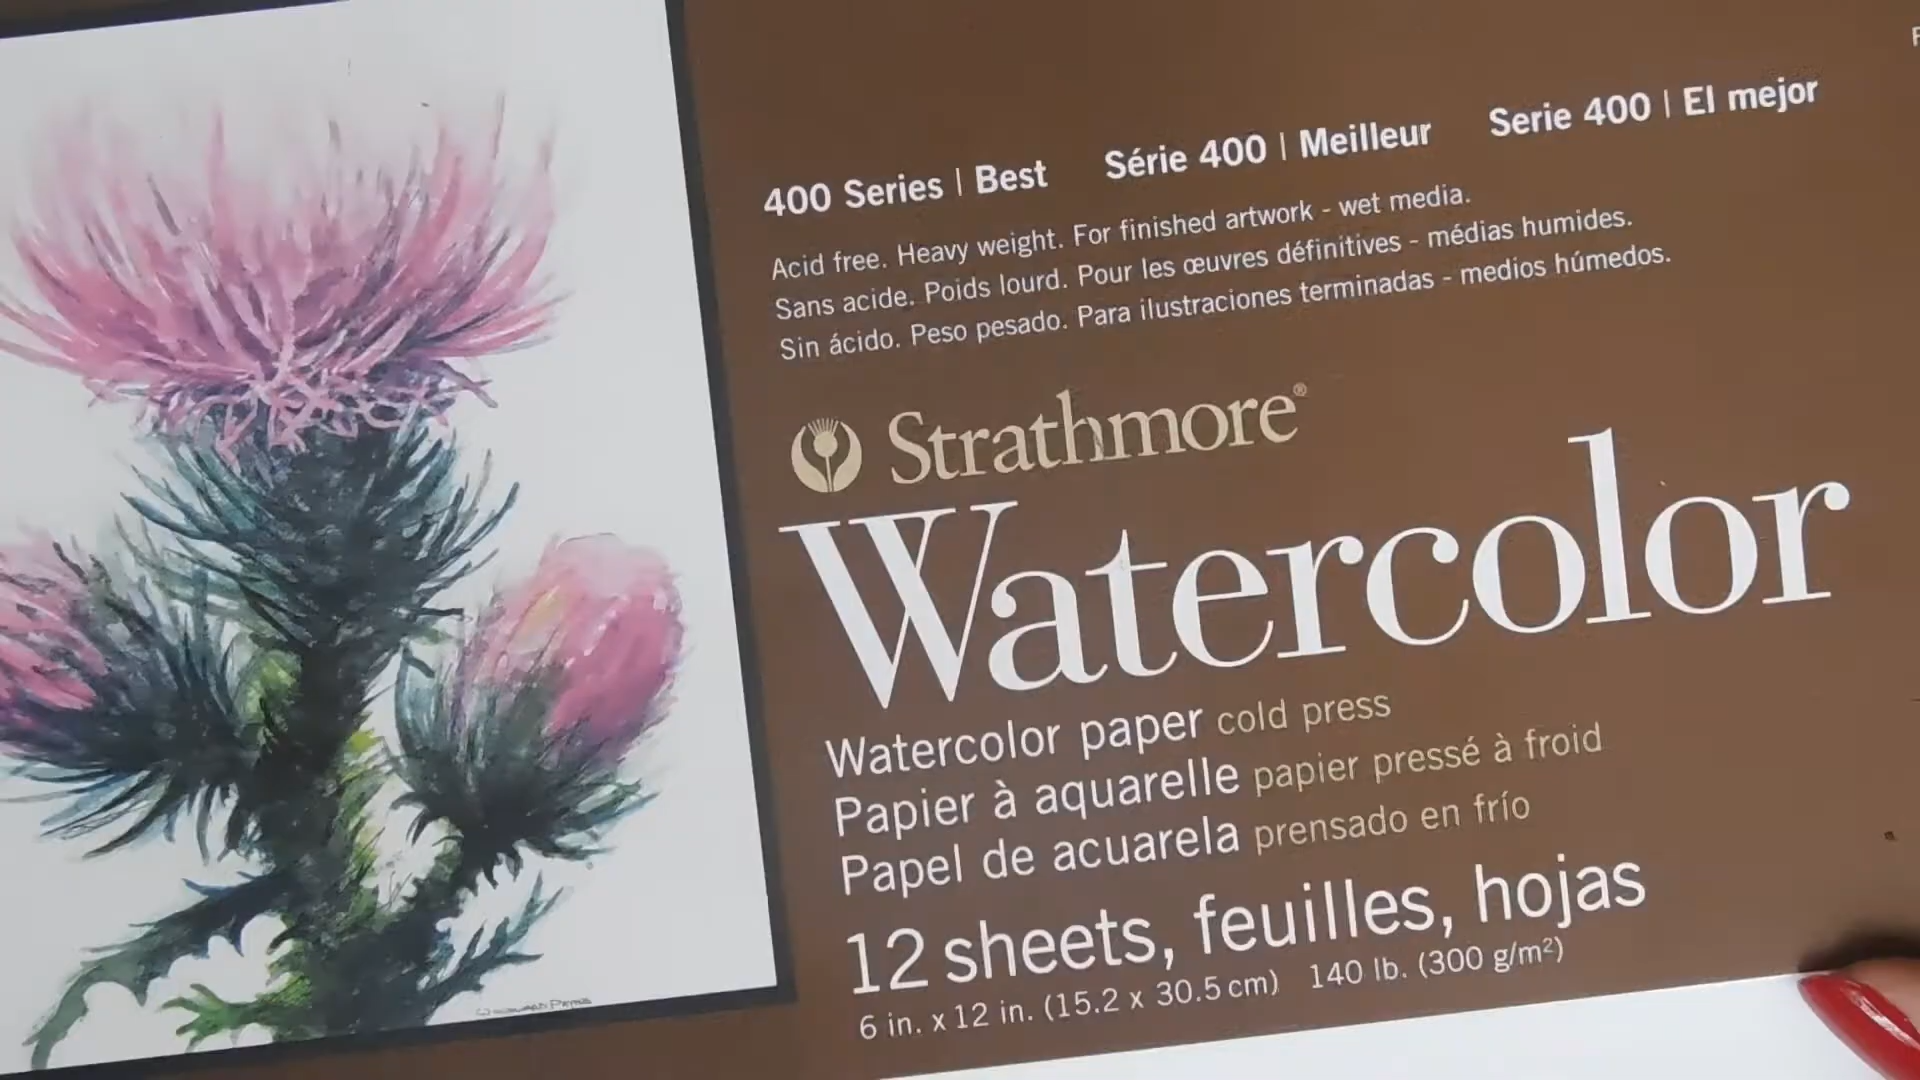 400 Series | Best Série 400 | Meilleur Serie 400 | El mejor
Acid free. Heavy weight. For finished artwork - wet media.
Sans acide. Poids lourd. Pour les œuvres définitives - médias humides.
Sin ácido. Peso pesado. Para ilustraciones terminadas - medios húmedos.
Strathmore®
Watercolor
Watercolor paper cold press
Papier à aquarelle papier pressé à froid
Papel de acuarela prensado en frío
12 sheets, feuilles, hojas
6 in. x 12 in. (15.2 x 30.5 cm) 140 lb. (300 g/m²)